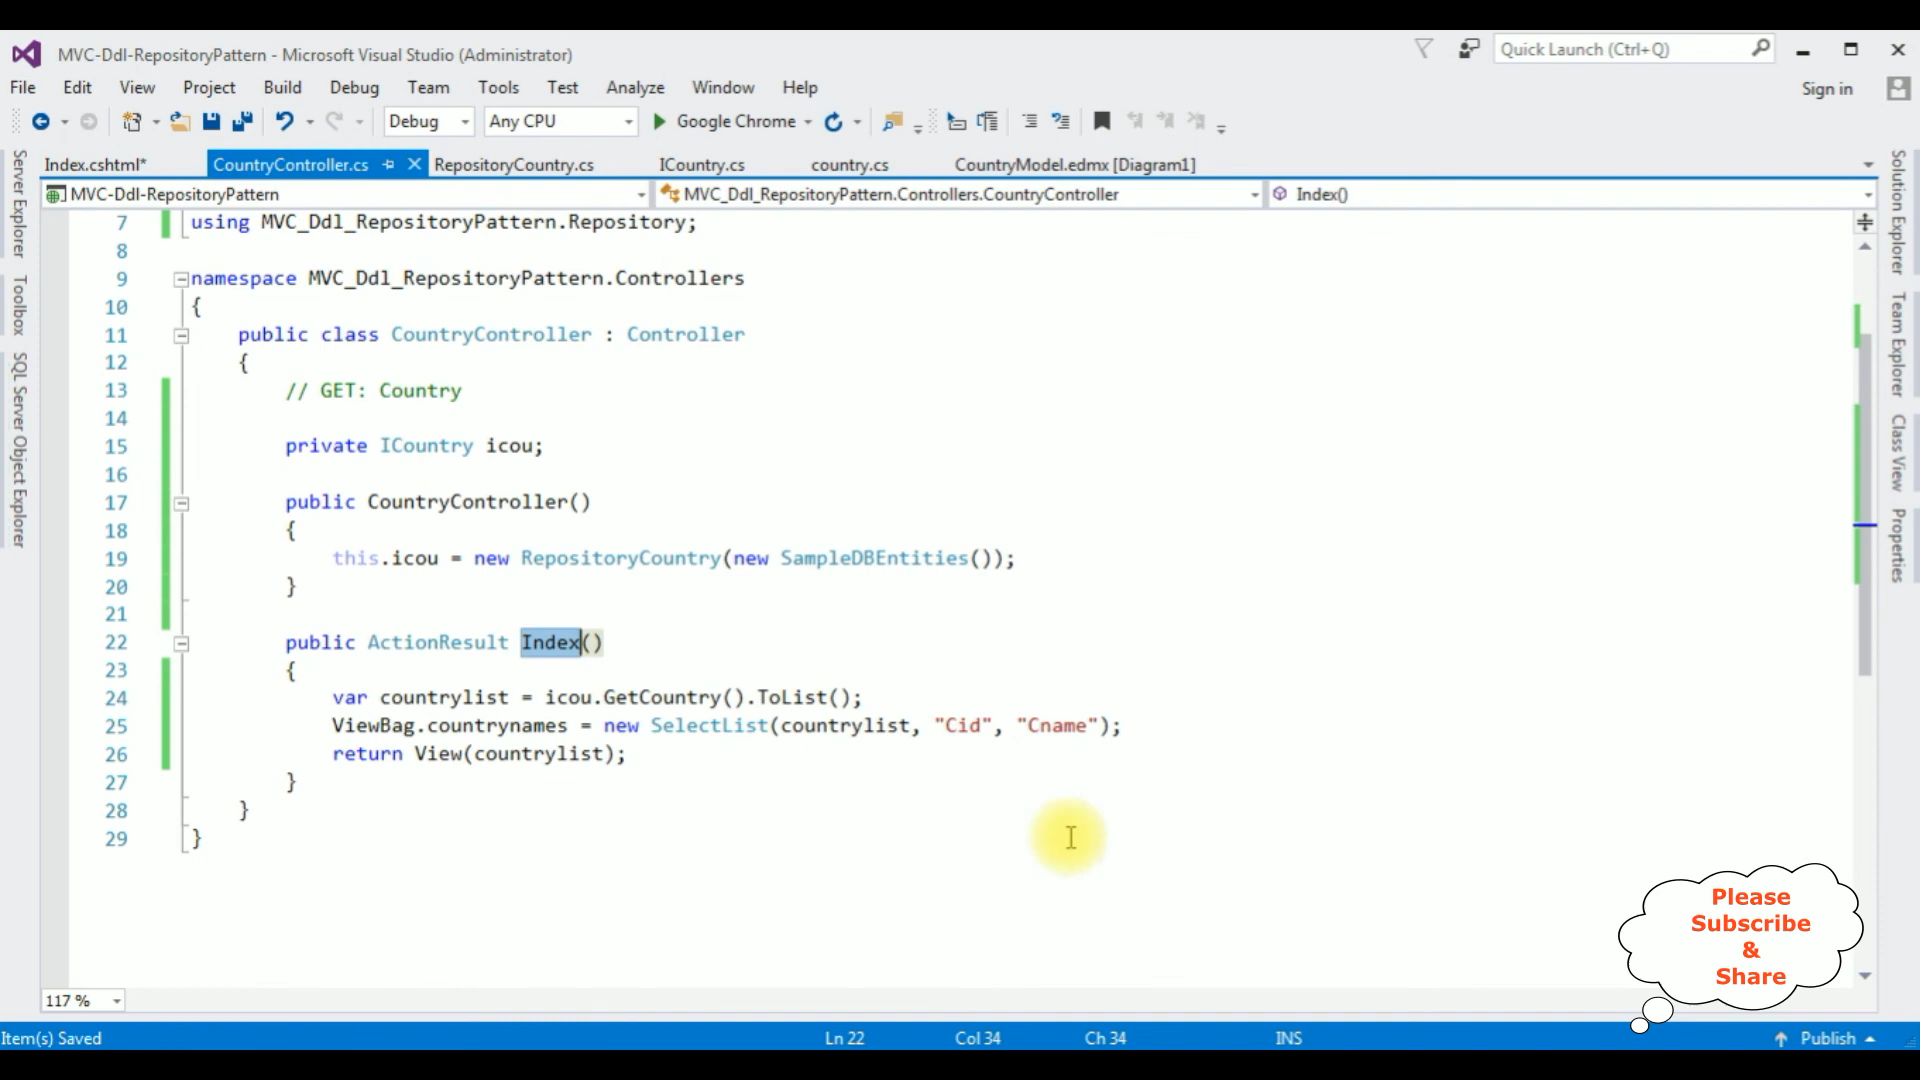 MVC-Ddl-RepositoryPattern - Microsoft Visual Studio (Administrator)
Quick Launch (Ctrl+Q)
File Edit View Project Build Debug Team Tools Test Analyze Window Help
Sign in
Debug Any CPU Google Chrome
Index.cshtml* CountryController.cs RepositoryCountry.cs ICountry.cs country.cs CountryModel.edmx [Diagram1]
MVC-Ddl-RepositoryPattern MVC_Ddl_RepositoryPattern.Controllers.CountryController Index()
Server Explorer
Toolbox
SQL Server Object Explorer
7 using MVC_Ddl_RepositoryPattern.Repository;
8
9 namespace MVC_Ddl_RepositoryPattern.Controllers
10 {
11 public class CountryController : Controller
12 {
13 // GET: Country
14
15 private ICountry icou;
16
17 public CountryController()
18 {
19 this.icou = new RepositoryCountry(new SampleDBEntities());
20 }
21
22 public ActionResult Index()
23 {
24 var countrylist = icou.GetCountry().ToList();
25 ViewBag.countrynames = new SelectList(countrylist, "Cid", "Cname");
26 return View(countrylist);
27 }
28 }
29 }
Solution Explorer
Team Explorer
Class View
Properties
Please
Subscribe
&
Share
117 %
Item(s) Saved Ln 22 Col 34 Ch 34 INS Publish